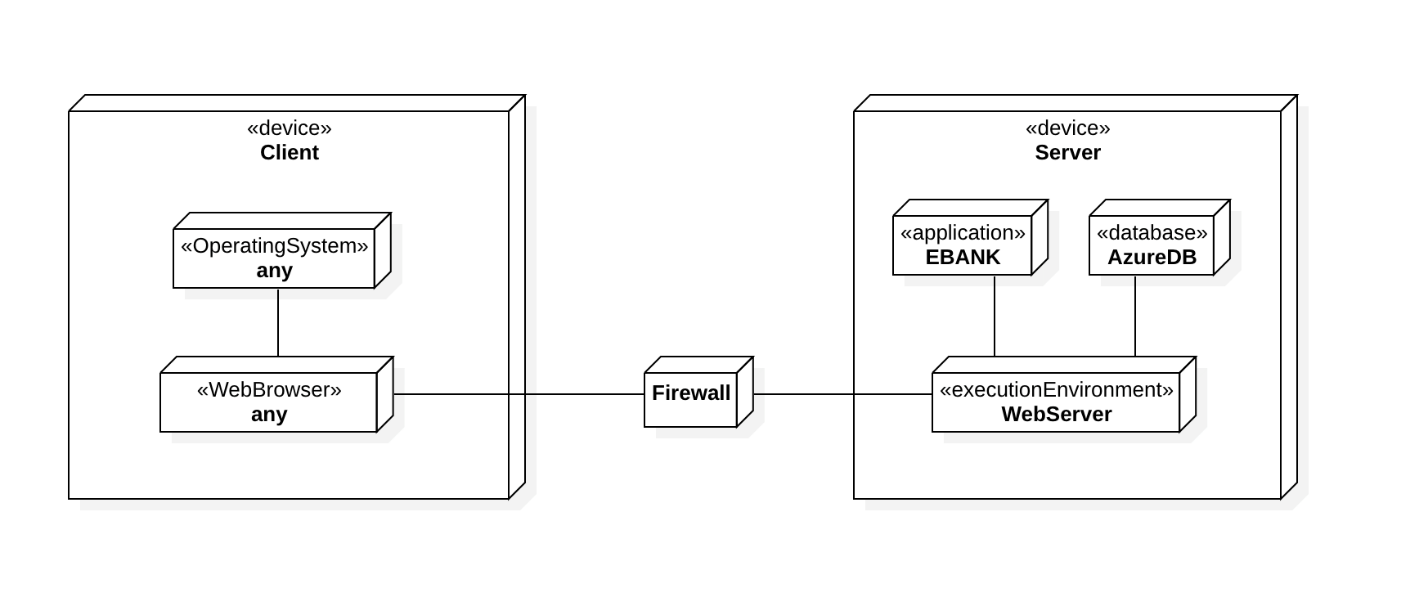 «device»
Client
«OperatingSystem»
any
«WebBrowser»
any
Firewall
«device»
Server
«application»
EBANK
«database»
AzureDB
«executionEnvironment»
WebServer